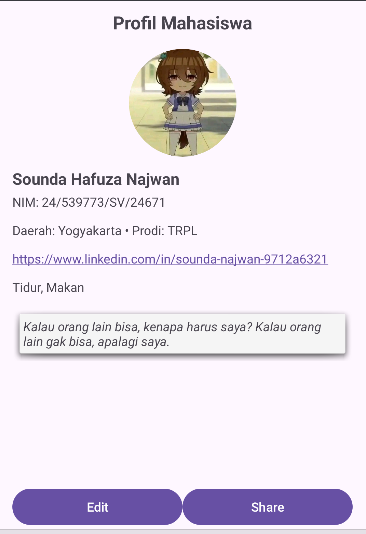 Profil Mahasiswa
Sounda Hafuza Najwan
NIM: 24/539773/SV/24671
Daerah: Yogyakarta • Prodi: TRPL
https://www.linkedin.com/in/sounda-najwan-9712a6321
Tidur, Makan
Kalau orang lain bisa, kenapa harus saya? Kalau orang
lain gak bisa, apalagi saya.
Edit
Share